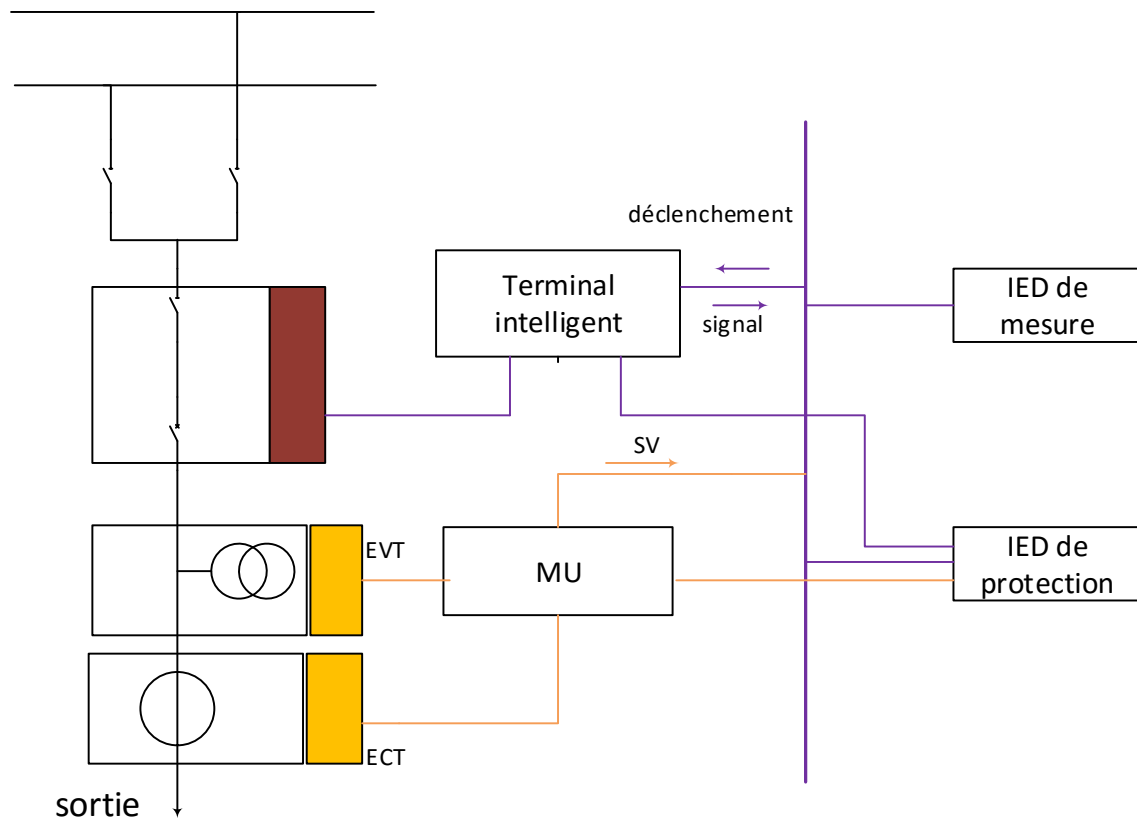 déclenchement
Terminal
intelligent
signal
IED de
mesure
SV
EVT
MU
IED de
protection
ECT
sortie